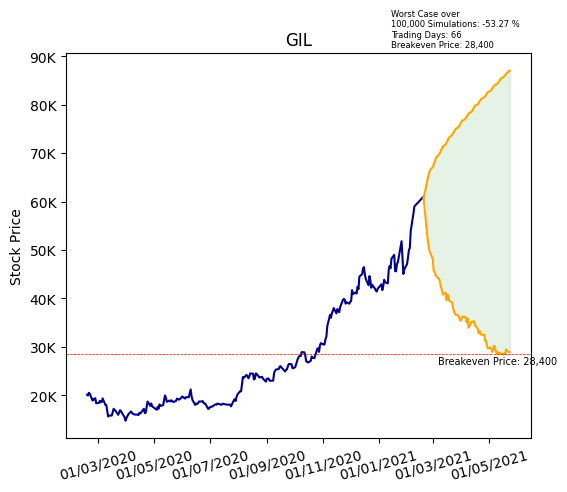 Worst Case over
100,000 Simulations: -53.27 %
Trading Days: 66
Breakeven Price: 28,400
GIL
90K
80K
70K
60K
50K
40K
30K
20K
Stock Price
Breakeven Price: 28,400
01/03/2020 01/05/2020 01/07/2020 01/09/2020 01/11/2020 01/01/2021 01/03/2021 01/05/2021